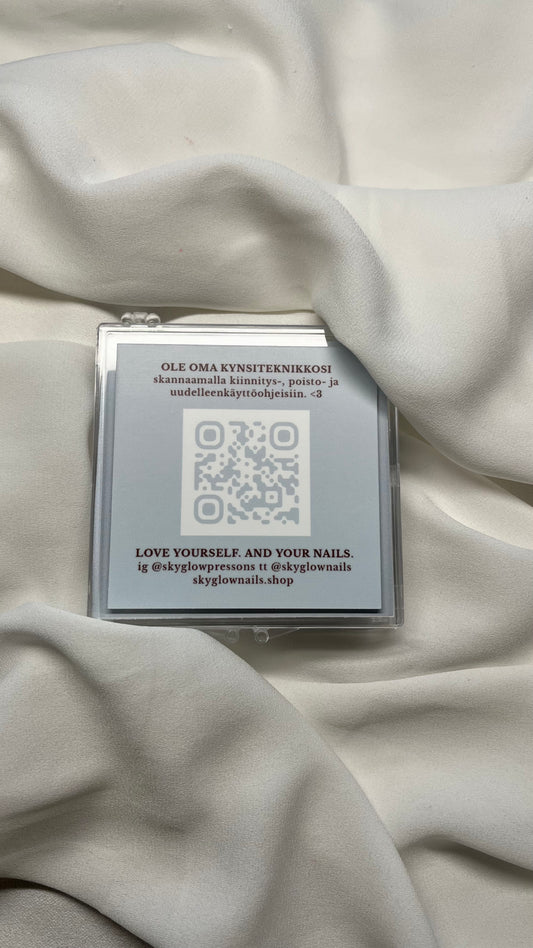 OLE OMA KYNSITEKNIKKOSI
skannaamalla kiinnitys-, poisto- ja
uudelleenkäyttöohjeisiin. <3
LOVE YOURSELF. AND YOUR NAILS.
ig @skyglowpressons tt @skyglownails
skyglownails.shop